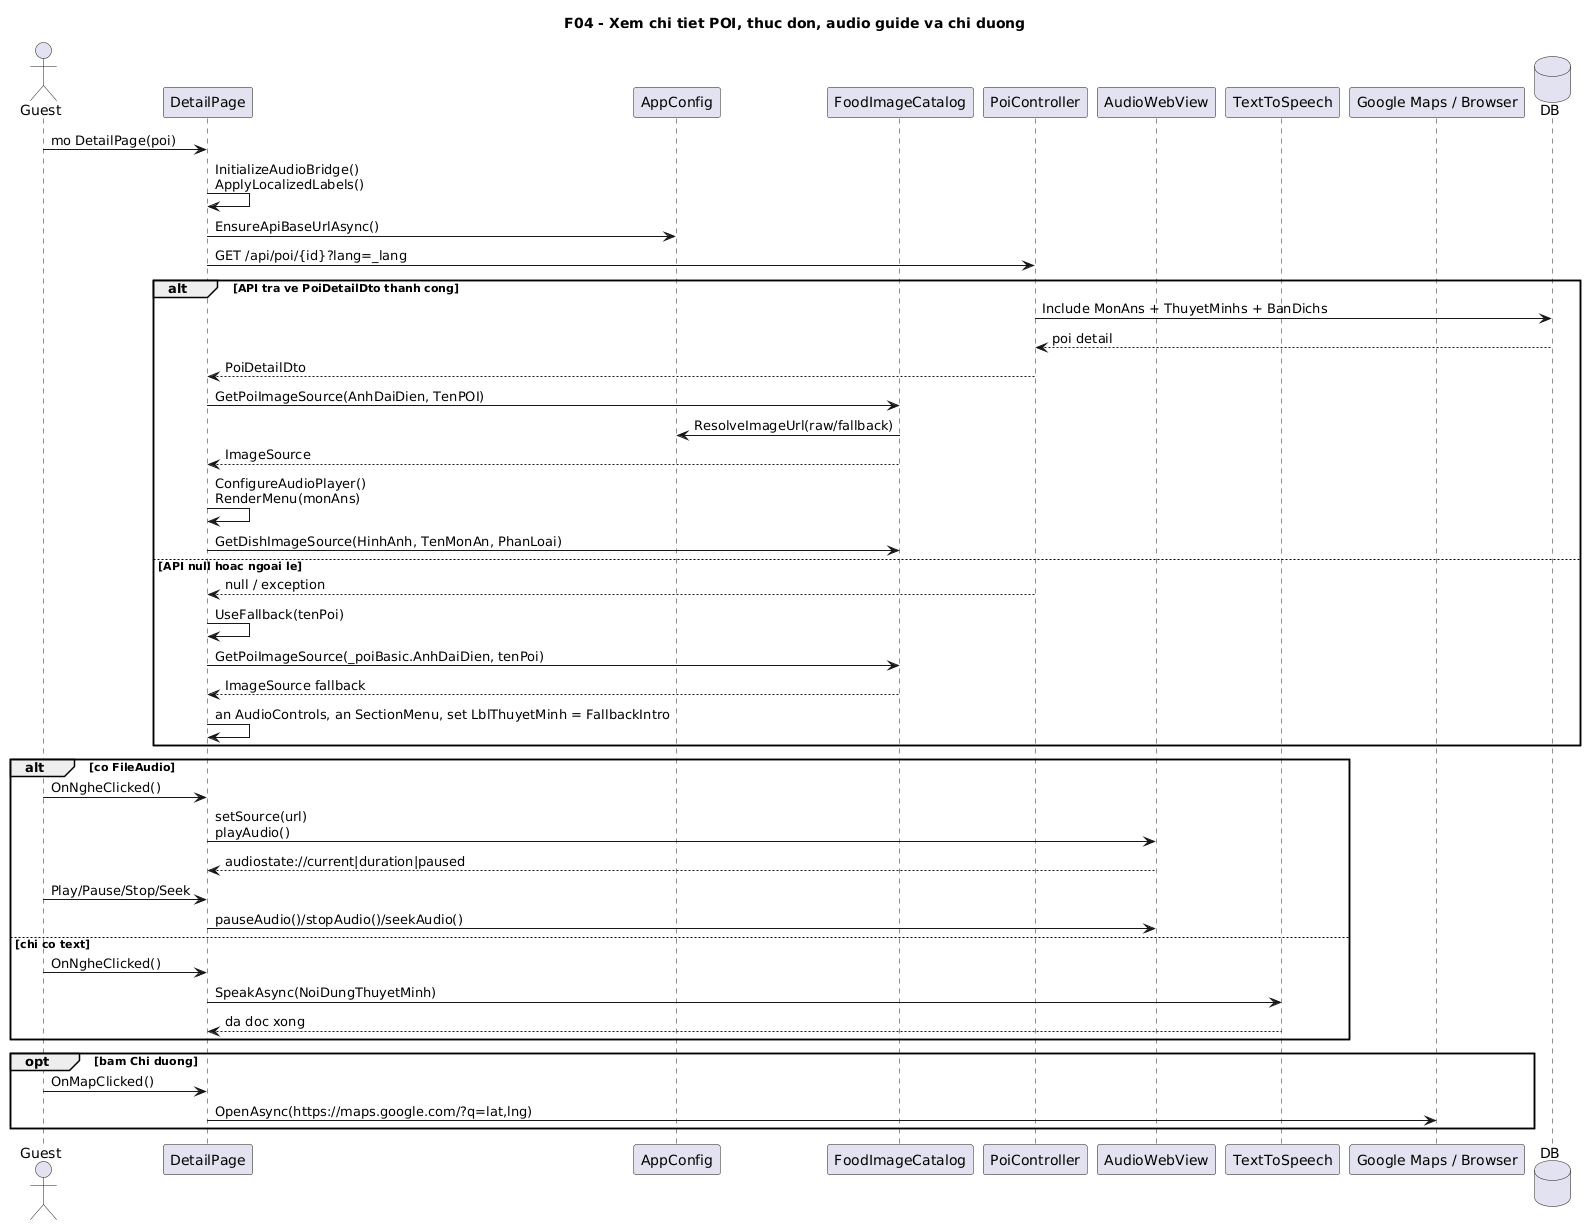 F04 - Xem chi tiet POI, thuc don, audio guide va chi duong
Guest
DetailPage
AppConfig
FoodImageCatalog
PoiController
AudioWebView
TextToSpeech
Google Maps / Browser
DB
mo DetailPage(poi)
InitializeAudioBridge()
ApplyLocalizedLabels()
EnsureApiBaseUrlAsync()
GET /api/poi/{id}?lang=_lang
alt
[API tra ve PoiDetailDto thanh cong]
Include MonAns + ThuyetMinhs + BanDichs
poi detail
PoiDetailDto
GetPoiImageSource(AnhDaiDien, TenPOI)
ResolveImageUrl(raw/fallback)
ImageSource
ConfigureAudioPlayer()
RenderMenu(monAns)
GetDishImageSource(HinhAnh, TenMonAn, PhanLoai)
[API null hoac ngoai le]
null / exception
UseFallback(tenPoi)
GetPoiImageSource(_poiBasic.AnhDaiDien, tenPoi)
ImageSource fallback
an AudioControls, an SectionMenu, set LblThuyetMinh = FallbackIntro
alt
[co FileAudio]
OnNgheClicked()
setSource(url)
playAudio()
audiostate://current|duration|paused
Play/Pause/Stop/Seek
pauseAudio()/stopAudio()/seekAudio()
[chi co text]
OnNgheClicked()
SpeakAsync(NoiDungThuyetMinh)
da doc xong
opt
[bam Chi duong]
OnMapClicked()
OpenAsync(https://maps.google.com/?q=lat,lng)
Guest
DetailPage
AppConfig
FoodImageCatalog
PoiController
AudioWebView
TextToSpeech
Google Maps / Browser
DB